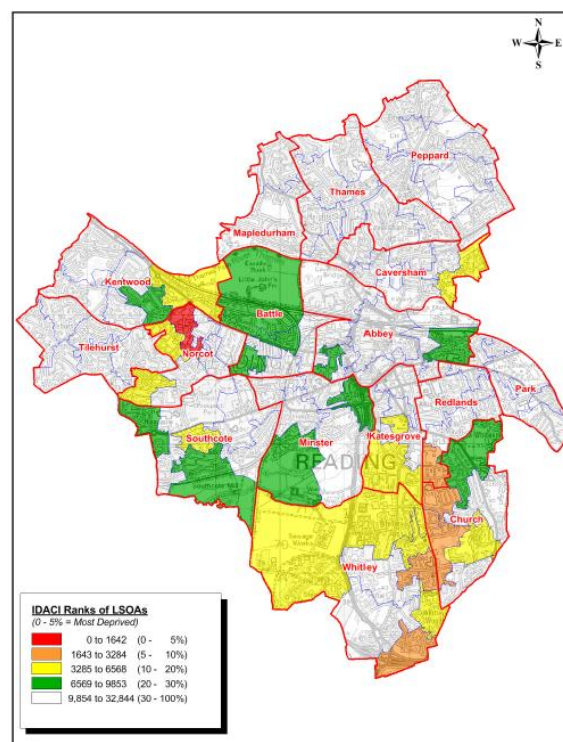 N
W E
S
Peppard
Thames
Mapledurham
Caversham
Kentwood
Battle
Abbey
Tilehurst
Norcot
Park
Redlands
Southcote
Minster
Katesgrove
READING
Church
Whitley
IDACI Ranks of LSOAs
(0 - 5% = Most Deprived)
0 to 1642 (0 - 5%)
1643 to 3284 (5 - 10%)
3285 to 6568 (10 - 20%)
6569 to 9853 (20 - 30%)
9,854 to 32,844 (30 - 100%)